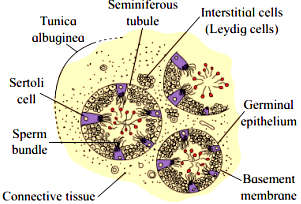 Seminiferous
tubule
Tunica
albuginea
Interstitial cells
(Leydig cells)
Sertoli
cell
Sperm
bundle
Germinal
epithelium
Connective tissue
Basement
membrane